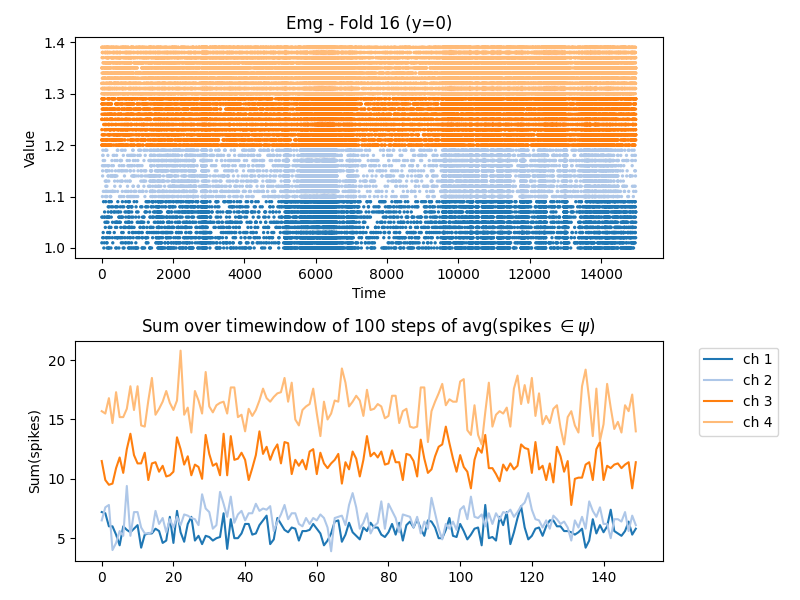 Emg - Fold 16 (y=0)
Value
1.4
1.3
1.2
1.1
1.0
0 2000 4000 6000 8000 10000 12000 14000
Time
Sum over timewindow of 100 steps of avg(spikes ∈ψ)
Sum(spikes)
20
15
10
5
0 20 40 60 80 100 120 140
ch 1
ch 2
ch 3
ch 4